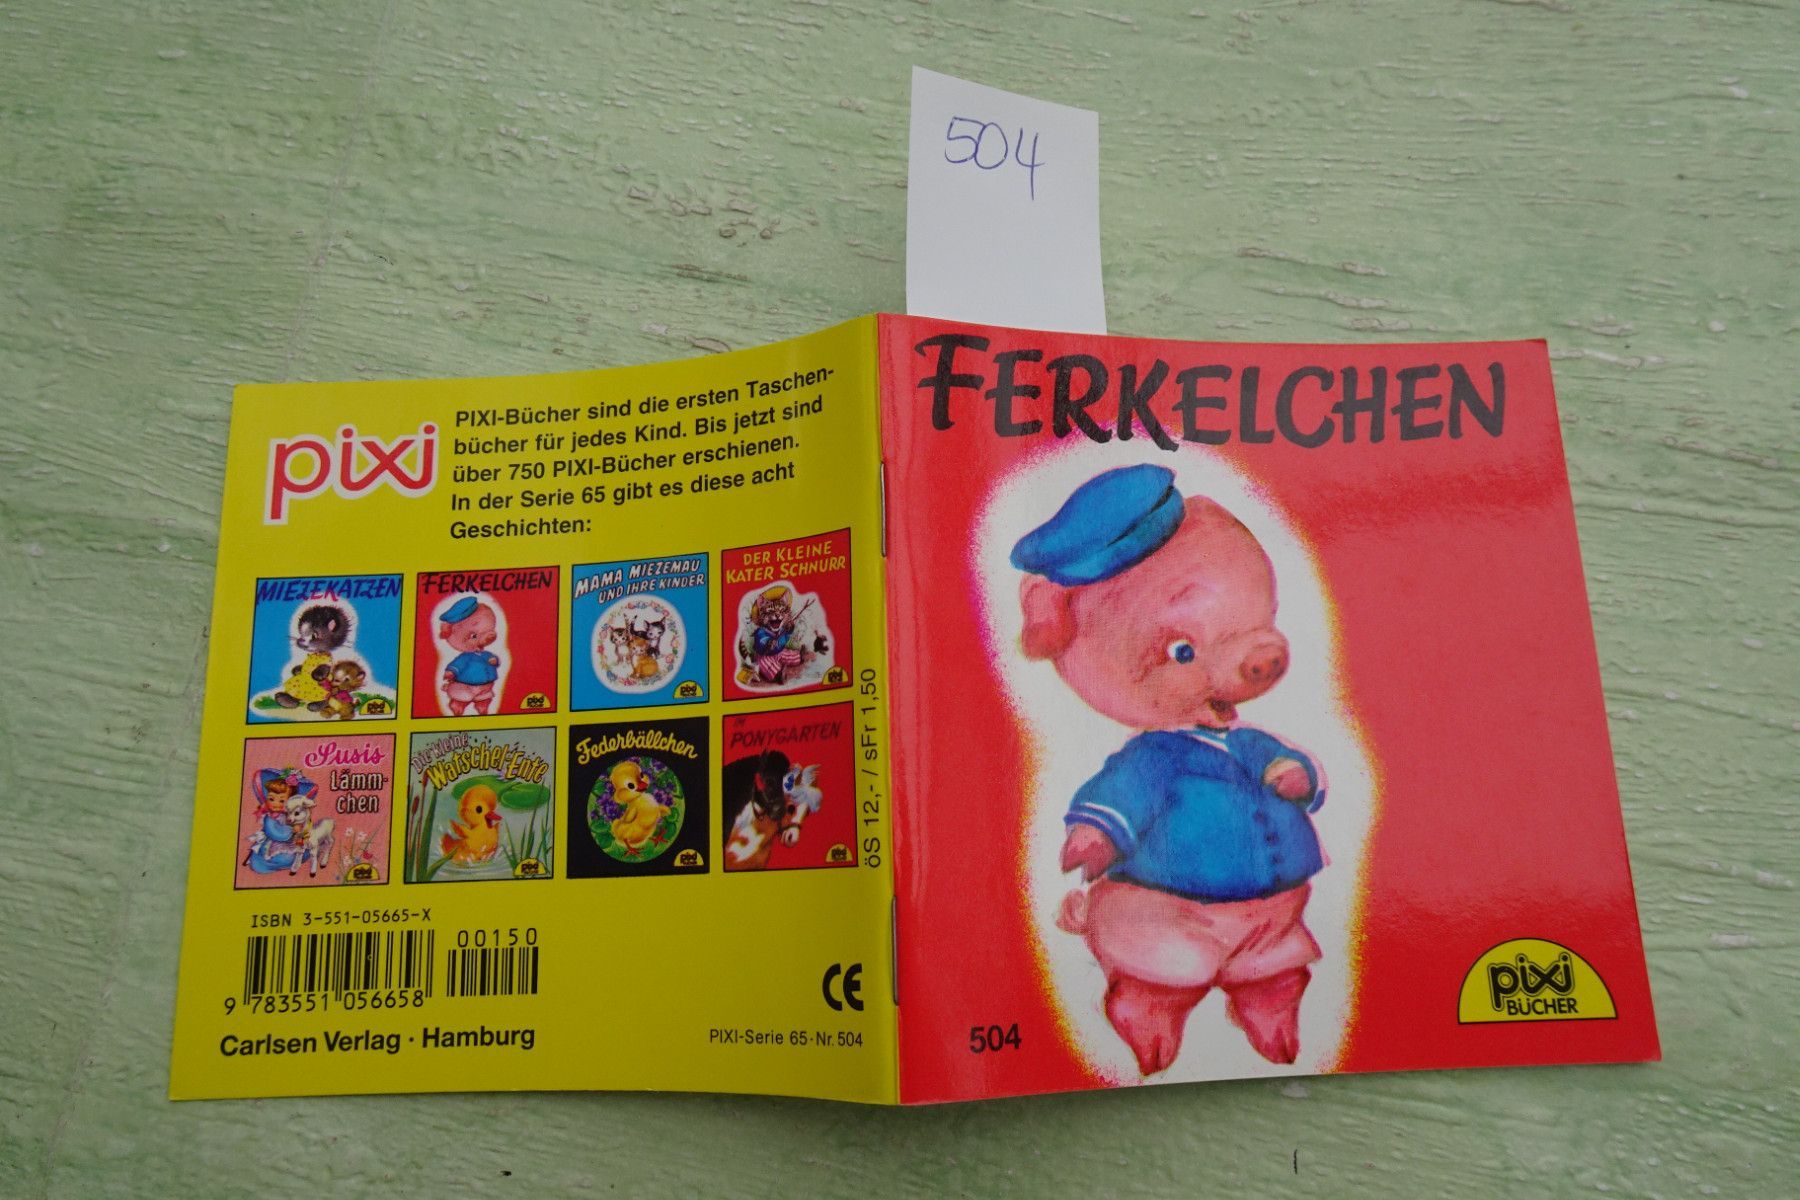 504
FERKELCHEN
504
pixi
BÜCHER
pixi
PIXI-Bücher sind die ersten Taschen-
bücher für jedes Kind. Bis jetzt sind
über 750 PIXI-Bücher erschienen.
In der Serie 65 gibt es diese acht
Geschichten:
MIEZEKATZEN
FERKELCHEN
MAMA MIEZEMAU
UND IHRE KINDER
DER KLEINE
KATER SCHNURR
Susis
Lämm-
chen
Die kleine
Watschel-Ente
Federbällchen
IM
PONYGARTEN
öS 12,- / sFr 1,50
ISBN 3-551-05665-X
00150
9 783551 056658
CE
Carlsen Verlag · Hamburg
PIXI-Serie 65·Nr. 504